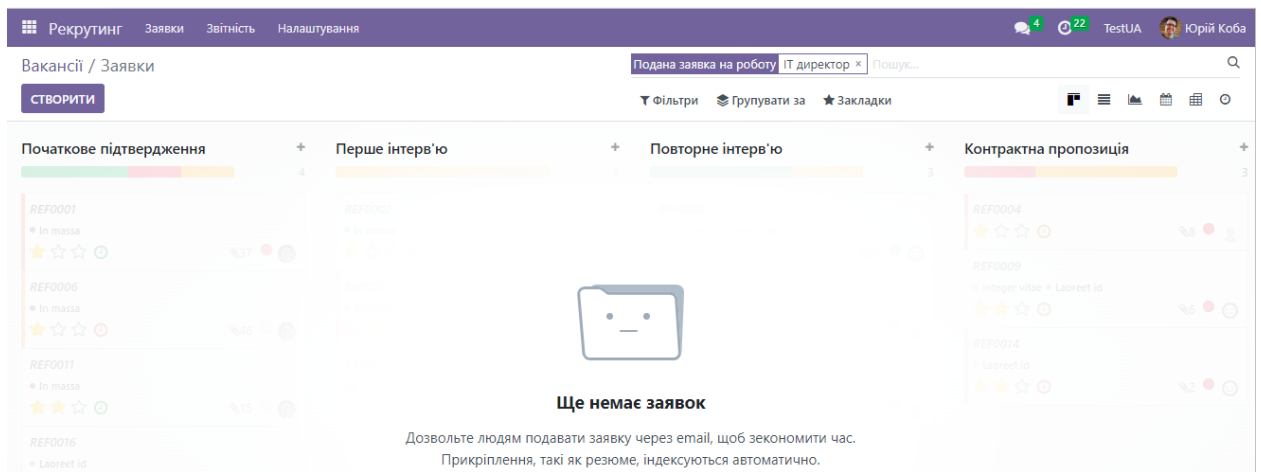 Рекрутинг Заявки Звітність Налаштування 4 22 TestUA Юрій Коба
Вакансії / Заявки
Подана заявка на роботу IT директор × Пошук...
СТВОРИТИ
Фільтри Групувати за Закладки
Початкове підтвердження + Перше інтерв'ю + Повторне інтерв'ю + Контрактна пропозиція +
4 3 3
REF0001 REF0002 REF0004
In massa
37
REF0009
REF0006 Integer vitae Laoreet id
In massa
46 6
REF0014
REF0011 Laoreet id
In massa
15 2
Ще немає заявок
REF0016
Laoreet id
Дозвольте людям подавати заявку через email, щоб зекономити час.
Прикріплення, такі як резюме, індексуються автоматично.